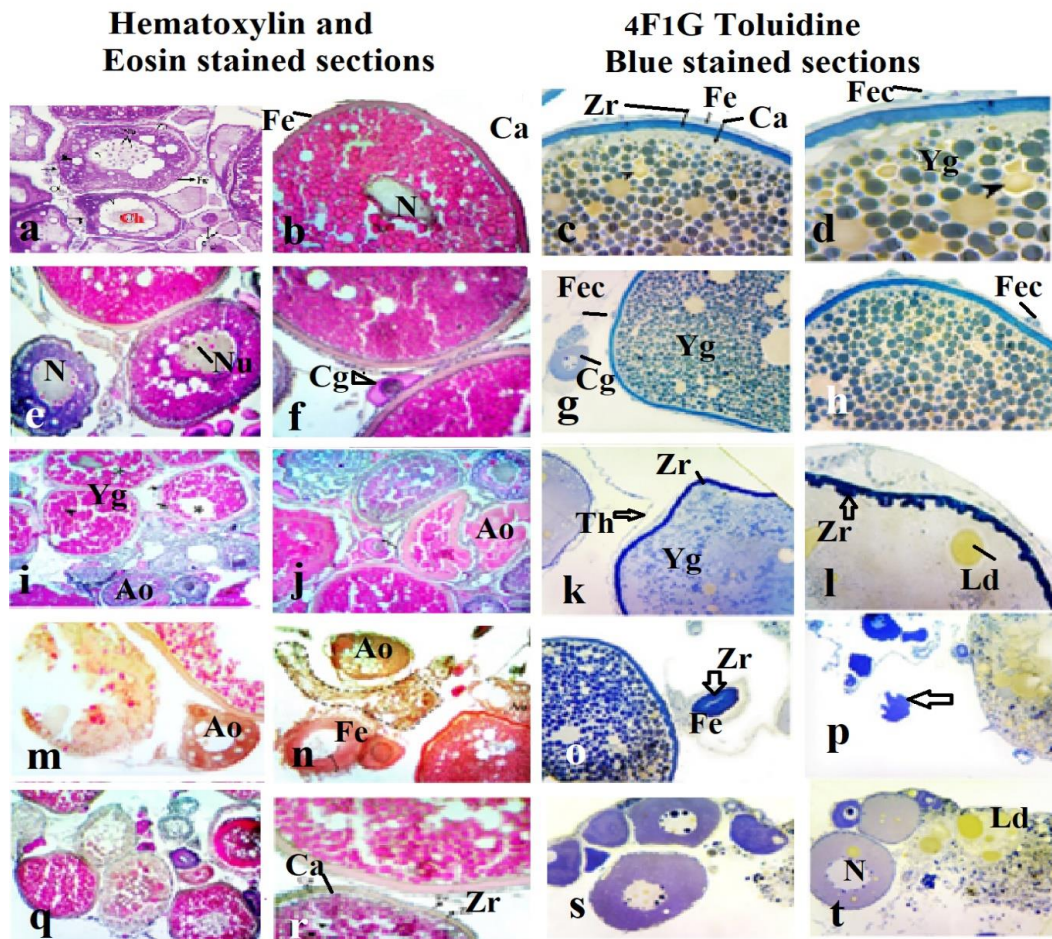 Hematoxylin and
Eosin stained sections
4F1G Toluidine
Blue stained sections
a
Fe
Ca
N
b
Zr
Fe
Ca
c
Fec
Yg
d
N
e
Nu
Cg
f
Fec
Yg
Cg
g
Fec
h
Yg
Ao
i
Ao
j
Zr
Th
Yg
k
Zr
Ld
l
Ao
m
Ao
Fe
n
Zr
Fe
o
p
q
Ca
Zr
r
s
Ld
N
t